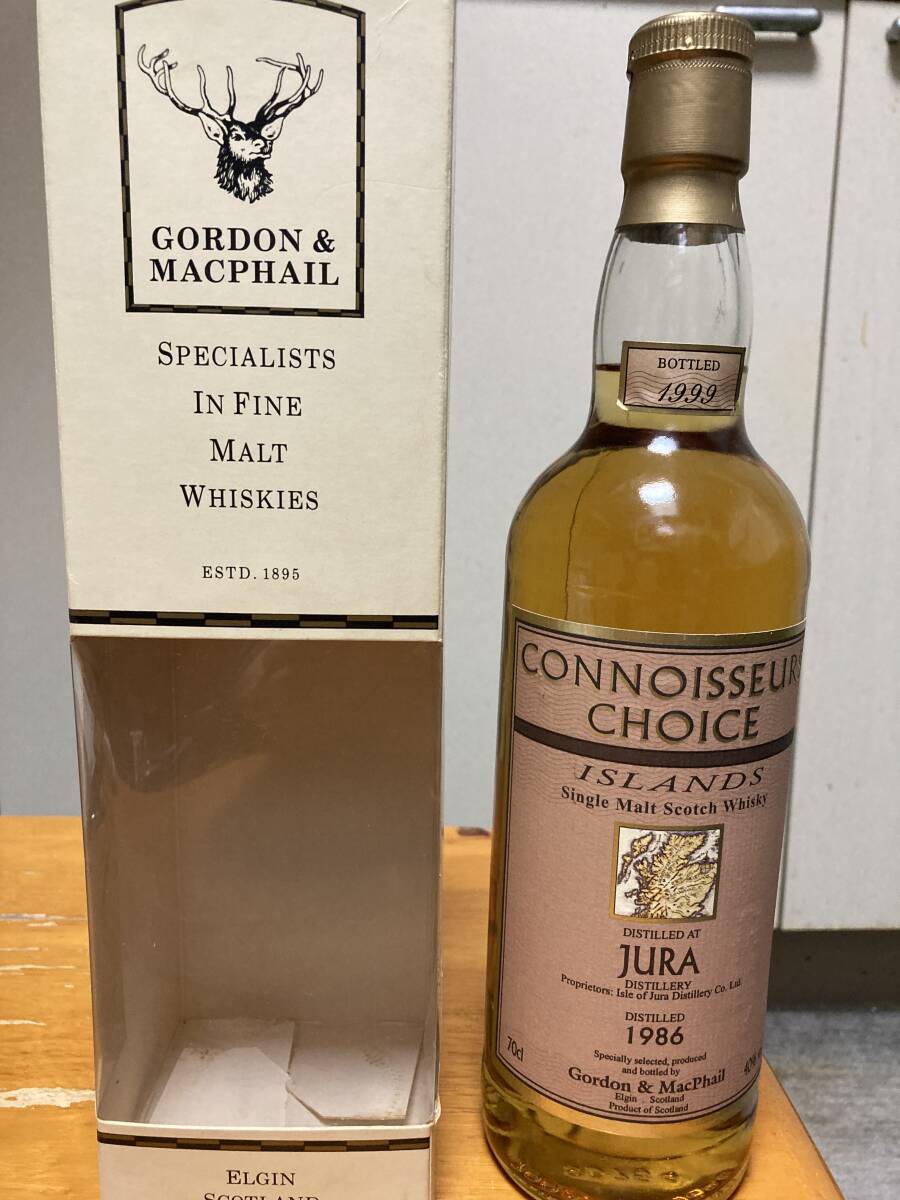 GORDON &
MACPHAIL
SPECIALISTS
IN FINE
MALT
WHISKIES
ESTD. 1895
ELGIN
SCOTLAND
BOTTLED
1999
CONNOISSEURS
CHOICE
ISLANDS
Single Malt Scotch Whisky
DISTILLED AT
JURA
DISTILLERY
Proprietors: Isle of Jura Distillery Co. Ltd.
DISTILLED
1986
70cl
40%
Specially selected, produced
and bottled by
Gordon & MacPhail
Elgin . Scotland
Product of Scotland